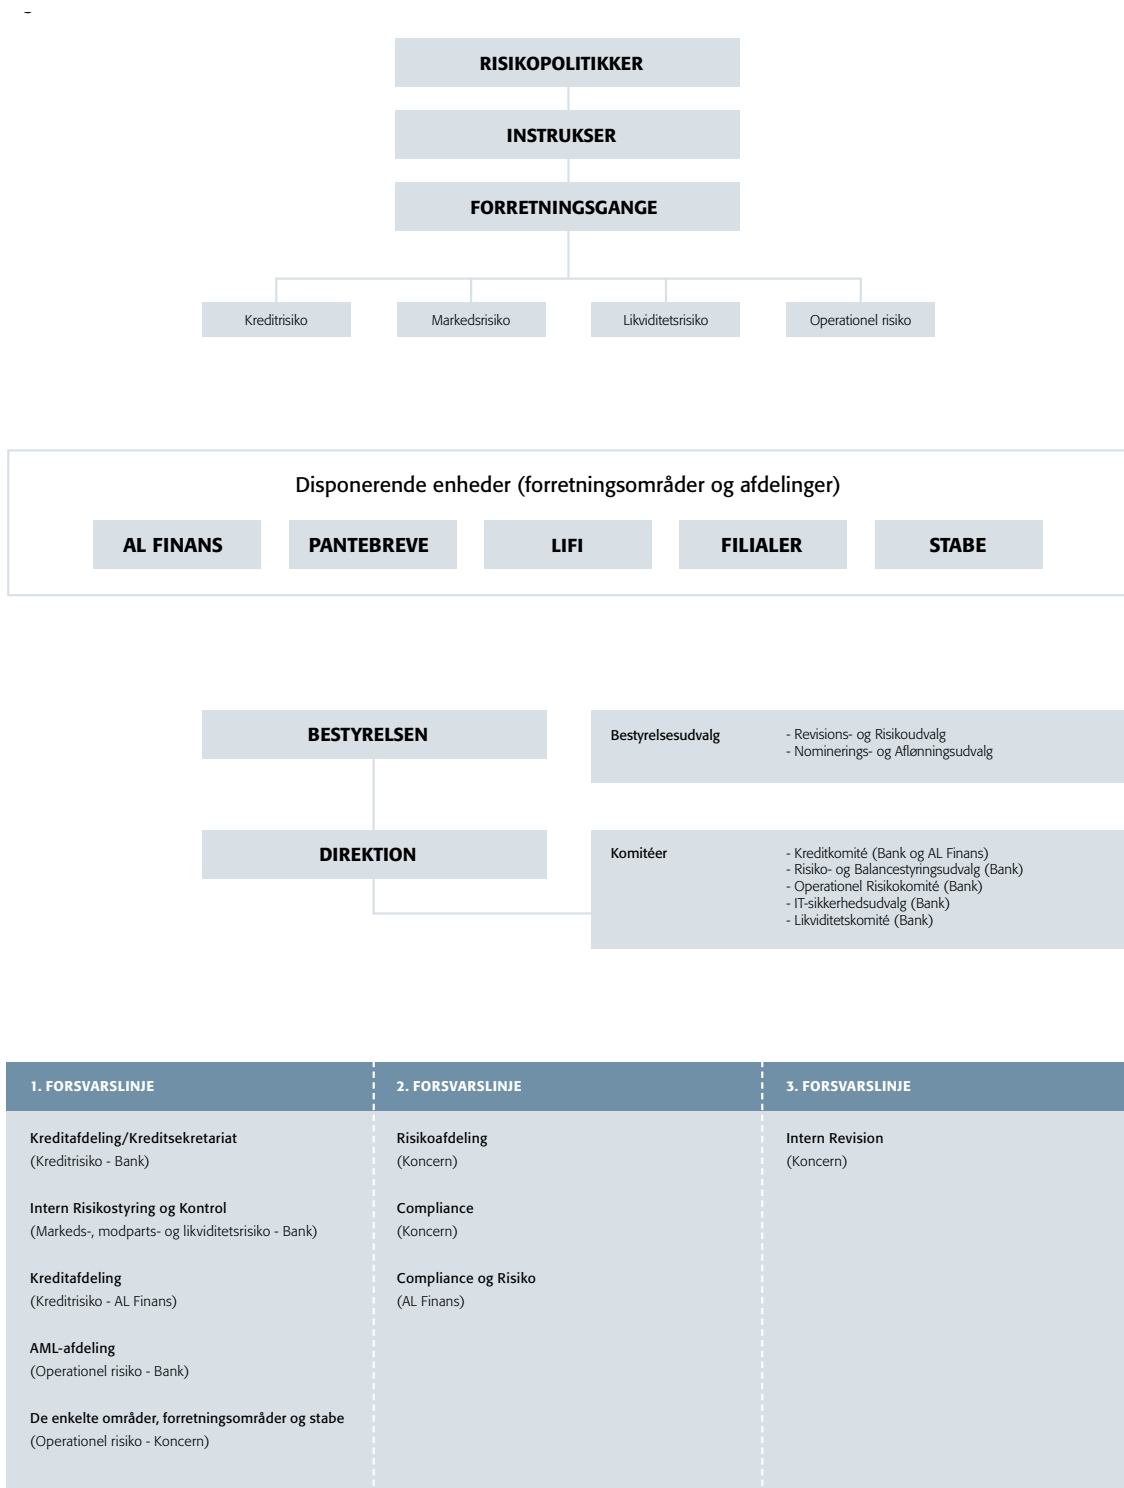 RISIKOPOLITIKKER
INSTRUKSER
FORRETNINGSGANGE
Kreditrisiko
Markedsrisiko
Likviditetsrisiko
Operationel risiko
Disponerende enheder (forretningsområder og afdelinger)
AL FINANS
PANTEBREVE
LIFI
FILIALER
STABE
BESTYRELSEN
Bestyrelsesudvalg
- Revisions- og Risikoudvalg
- Nominerings- og Aflønningsudvalg
DIREKTION
Komitéer
- Kreditkomité (Bank og AL Finans)
- Risiko- og Balancestyringsudvalg (Bank)
- Operationel Risikokomité (Bank)
- IT-sikkerhedsudvalg (Bank)
- Likviditetskomité (Bank)
1. FORSVARSLINJE
Kreditafdeling/Kreditsekretariat
(Kreditrisiko - Bank)
Intern Risikostyring og Kontrol
(Markeds-, modparts- og likviditetsrisiko - Bank)
Kreditafdeling
(Kreditrisiko - AL Finans)
AML-afdeling
(Operationel risiko - Bank)
De enkelte områder, forretningsområder og stabe
(Operationel risiko - Koncern)
2. FORSVARSLINJE
Risikoafdeling
(Koncern)
Compliance
(Koncern)
Compliance og Risiko
(AL Finans)
3. FORSVARSLINJE
Intern Revision
(Koncern)